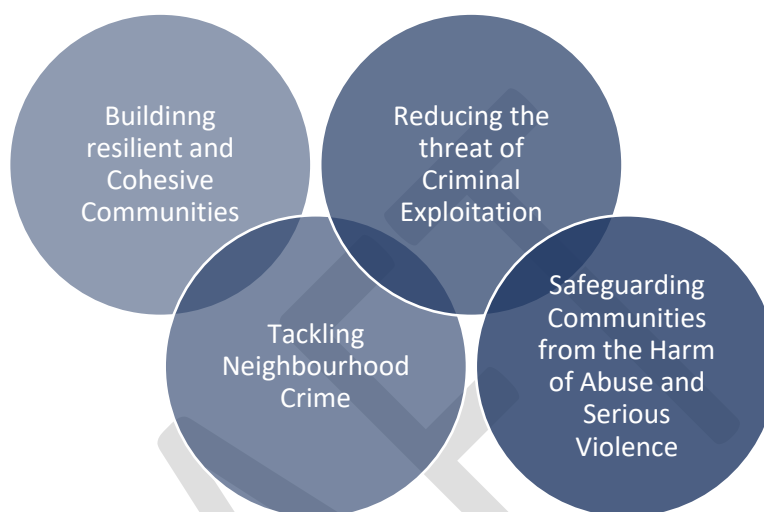 Buildinng
resilient and
Cohesive
Communities
Reducing the
threat of
Criminal
Exploitation
Tackling
Neighbourhood
Crime
Safeguarding
Communities
from the Harm
of Abuse and
Serious
Violence